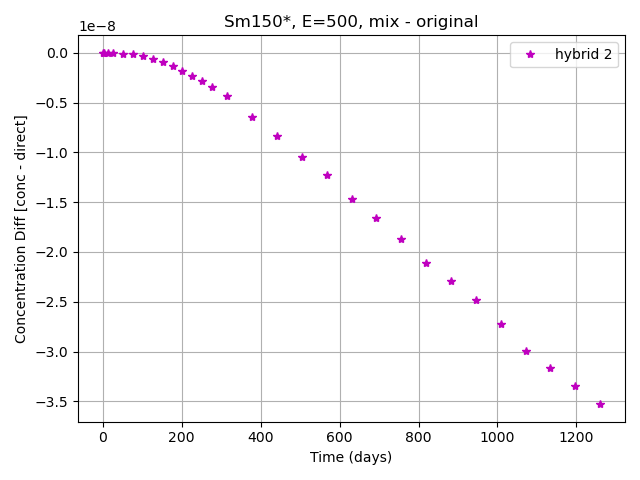 Sm150*, E=500, mix - original
1e−8
hybrid 2
0.0
−0.5
−1.0
−1.5
−2.0
−2.5
−3.0
−3.5
Concentration Diff [conc - direct]
0 200 400 600 800 1000 1200
Time (days)